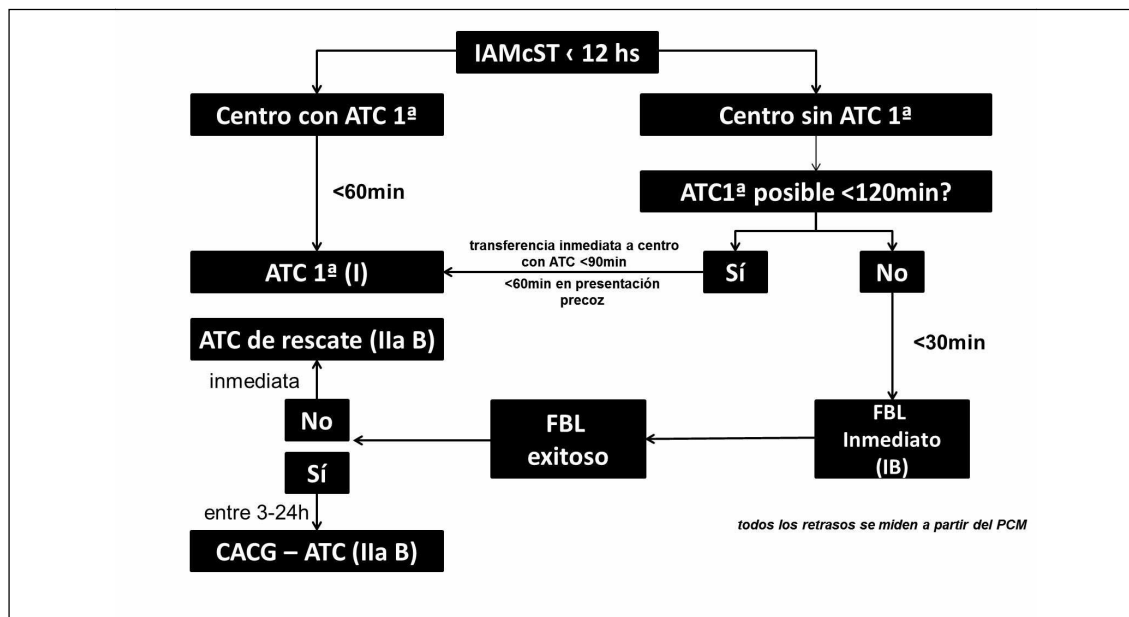 IAMcST < 12 hs
Centro con ATC 1ª
Centro sin ATC 1ª
<60min
ATC1ª posible <120min?
transferencia inmediata a centro
con ATC <90min
<60min en presentación
precoz
Sí
No
ATC 1ª (I)
<30min
ATC de rescate (IIa B)
inmediata
No
Sí
FBL
exitoso
FBL
Inmediato
(IB)
entre 3-24h
CACG – ATC (IIa B)
todos los retrasos se miden a partir del PCM